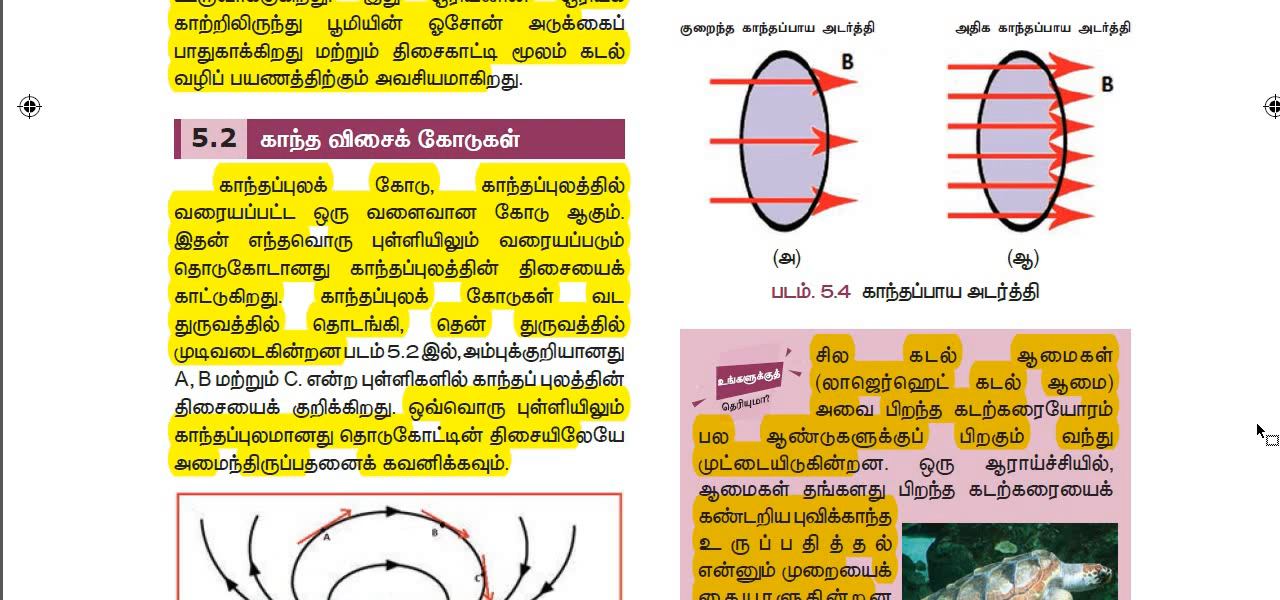 காற்றிலிருந்து பூமியின் ஓசோன் அடுக்கைப்
பாதுகாக்கிறது மற்றும் திசைகாட்டி மூலம் கடல்
வழிப் பயணத்திற்கும் அவசியமாகிறது.
5.2 காந்த விசைக் கோடுகள்
காந்தப்புலக் கோடு, காந்தப்புலத்தில்
வரையப்பட்ட ஒரு வளைவான கோடு ஆகும்.
இதன் எந்தவொரு புள்ளியிலும் வரையப்படும்
தொடுகோடானது காந்தப்புலத்தின் திசையைக்
காட்டுகிறது. காந்தப்புலக் கோடுகள் வட
துருவத்தில் தொடங்கி, தென் துருவத்தில்
முடிவடைகின்றன படம் 5.2 இல், அம்புக்குறியானது
A, B மற்றும் C. என்ற புள்ளிகளில் காந்தப் புலத்தின்
திசையைக் குறிக்கிறது. ஒவ்வொரு புள்ளியிலும்
காந்தப்புலமானது தொடுகோட்டின் திசையிலேயே
அமைந்திருப்பதனைக் கவனிக்கவும்.
A
B
C
குறைந்த காந்தப்பாய அடர்த்தி
அதிக காந்தப்பாய அடர்த்தி
B
B
(அ)
(ஆ)
படம். 5.4 காந்தப்பாய அடர்த்தி
உங்களுக்குத்
தெரியுமா?
சில கடல் ஆமைகள்
(லாஜெர்ஹெட் கடல் ஆமை)
அவை பிறந்த கடற்கரையோரம்
பல ஆண்டுகளுக்குப் பிறகும் வந்து
முட்டையிடுகின்றன. ஒரு ஆராய்ச்சியில்,
ஆமைகள் தங்களது பிறந்த கடற்கரையைக்
கண்டறிய புவிக்காந்த
உருப்பதித்தல்
என்னும் முறையைக்
கையாளுகின்றன